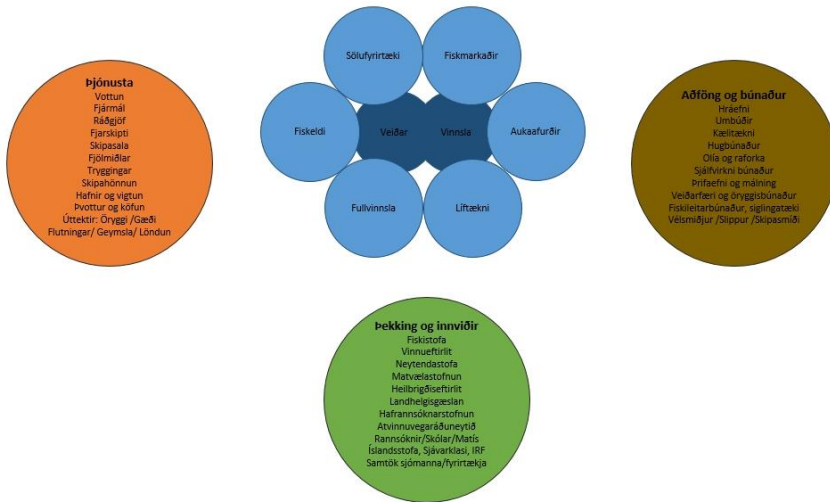 Sölufyrirtæki
Fiskmarkaðir
Fiskeldi
Veiðar
Vinnsla
Aukaafurðir
Fullvinnsla
Líftækni
Þjónusta
Vottun
Fjármál
Ráðgjöf
Fjarskipti
Skipasala
Fjölmiðlar
Tryggingar
Skipahönnun
Hafnir og vigtun
Þvottur og köfun
Úttektir: Öryggi /Gæði
Flutningar/ Geymsla/ Löndun
Aðföng og búnaður
Hráefni
Umbúðir
Kælitækni
Hugbúnaður
Olía og raforka
Sjálfvirkni búnaður
Þrifaefni og málning
Veiðarfæri og öryggisbúnaður
Fiskileitarbúnaður, siglingatæki
Vélsmiðjur /Slippur /Skipasmíði
Þekking og innviðir
Fiskistofa
Vinnueftirlit
Neytendastofa
Matvælastofnun
Heilbrigðiseftirlit
Landhelgisgæslan
Hafrannsóknarstofnun
Atvinnuvegaráðuneytið
Rannsóknir/Skólar/Matís
Íslandsstofa, Sjávarklasi, IRF
Samtök sjómanna/fyrirtækja